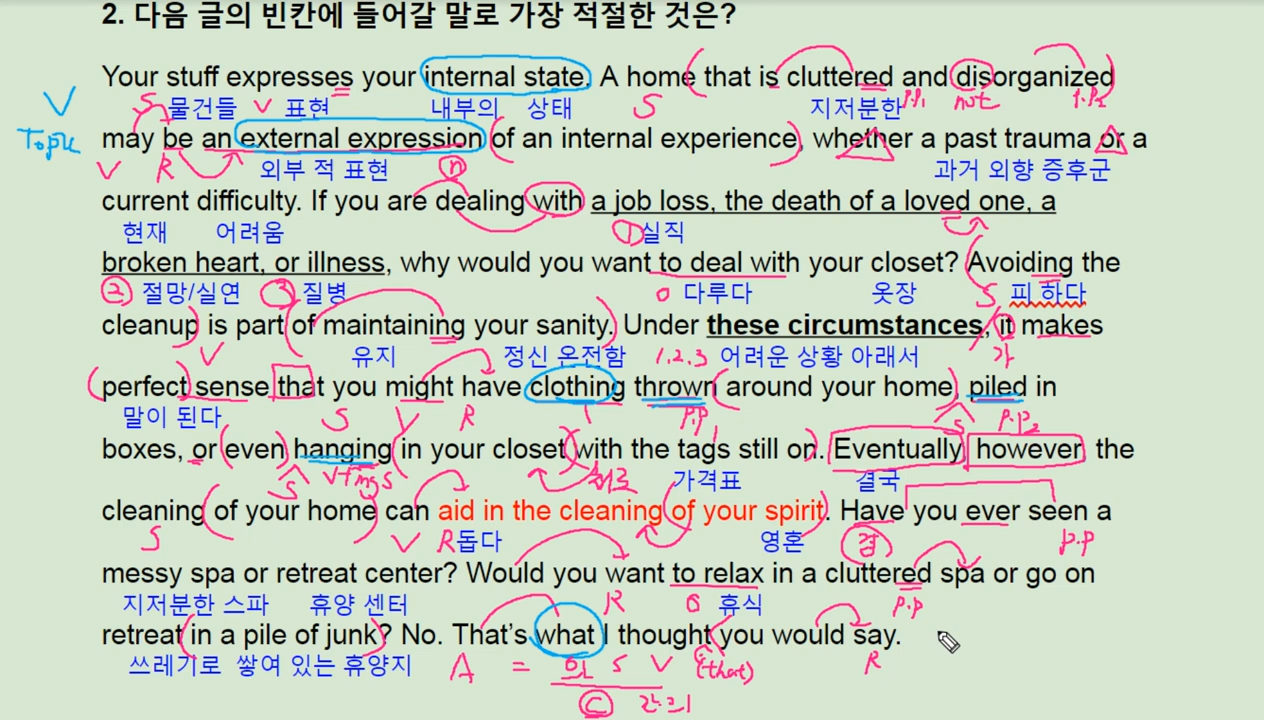 2. 다음 글의 빈칸에 들어갈 말로 가장 적절한 것은?
Your stuff expresses your internal state. A home that is cluttered and disorganized
V S 물건들 V 표현 내부의 상태 S 지저분한 P.P1 not P.P2
may be an external expression of an internal experience, whether a past trauma or a
Topic V R 외부 적 표현 n 과거 외향 증후군
current difficulty. If you are dealing with a job loss, the death of a loved one, a
현재 어려움 ① 실직
broken heart, or illness, why would you want to deal with your closet? Avoiding the
② 절망/실연 ③ 질병 o 다루다 옷장 S 피 하다
cleanup is part of maintaining your sanity. Under these circumstances, it makes
V 유지 정신 온전함 1.2.3 어려운 상황 아래서 가
perfect sense that you might have clothing thrown around your home, piled in
말이 된다 S V R P.P1 S P.P2
boxes, or even hanging in your closet with the tags still on. Eventually however the
S V+ing 가격표 결국
cleaning of your home can aid in the cleaning of your spirit. Have you ever seen a
S V R 돕다 영혼 경 p.p
messy spa or retreat center? Would you want to relax in a cluttered spa or go on
지저분한 스파 휴양 센터 R o 휴식 p.p
retreat in a pile of junk? No. That's what I thought you would say.
쓰레기로 쌓여 있는 휴양지 A = S V (that) R
C